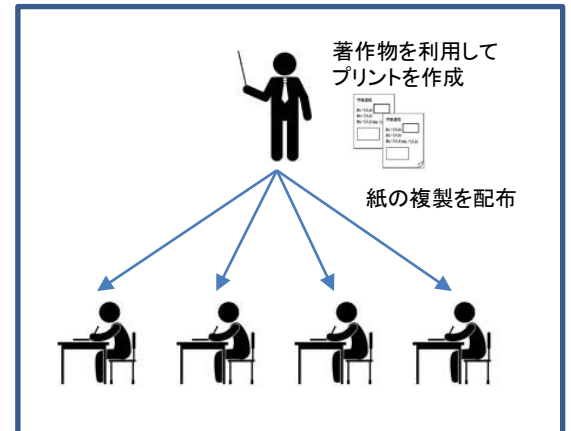 著作物を利用して
プリントを作成
紙の複製を配布